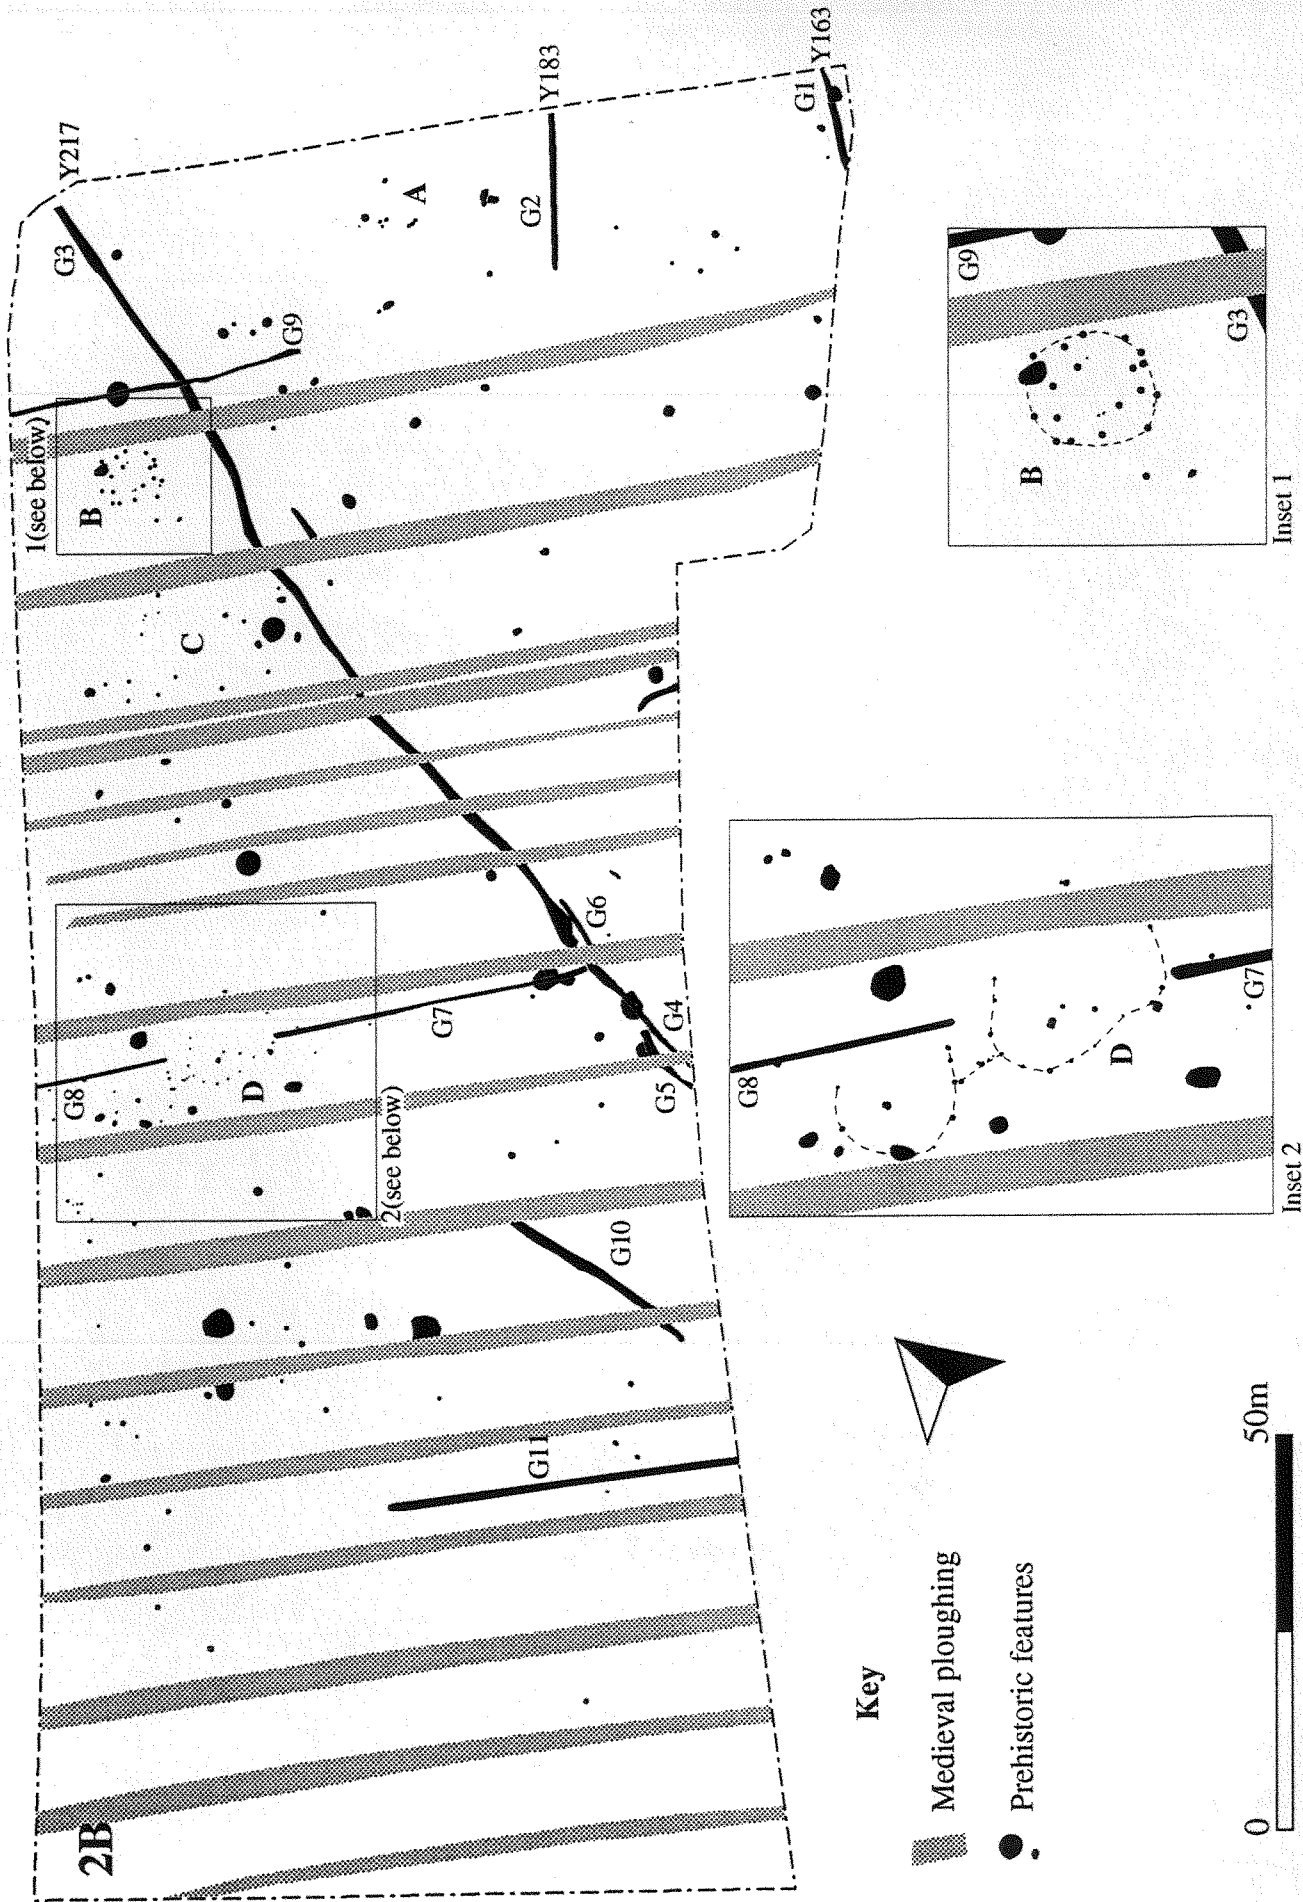 2B
Y217
Y183
Y163
G3
G9
A
G2
G1
1(see below)
B
C
G6
G7
G4
G5
G8
D
2(see below)
G10
G11
G9
B
G3
Inset 1
G8
D
G7
Inset 2
Key
Medieval ploughing
Prehistoric features
0
50m